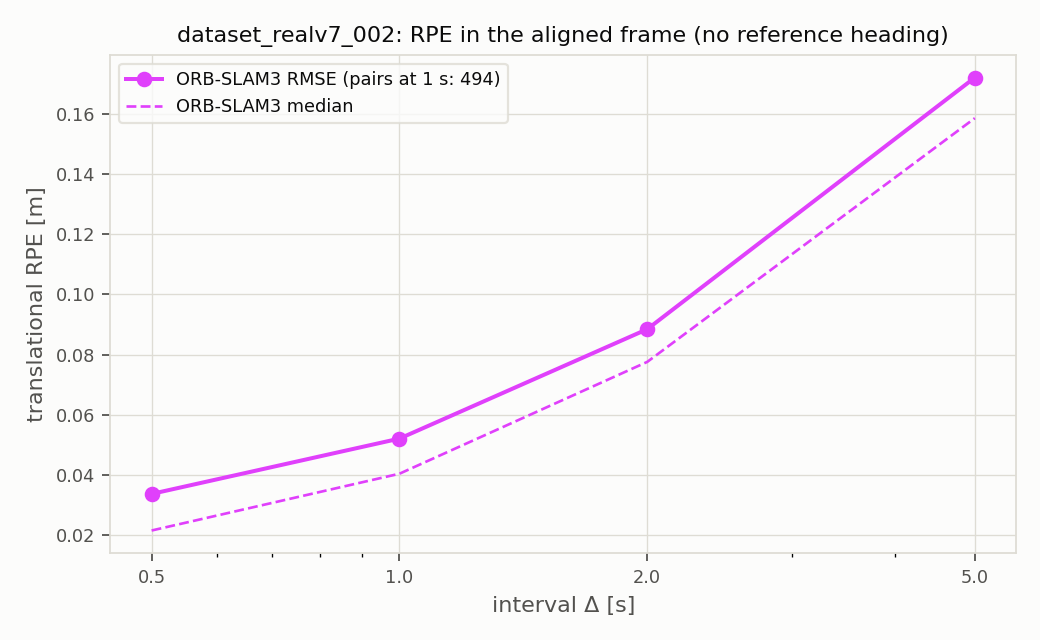 dataset_realv7_002: RPE in the aligned frame (no reference heading)
ORB-SLAM3 RMSE (pairs at 1 s: 494)
ORB-SLAM3 median
translational RPE [m]
0.16
0.14
0.12
0.10
0.08
0.06
0.04
0.02
0.5 1.0 2.0 5.0
interval Δ [s]